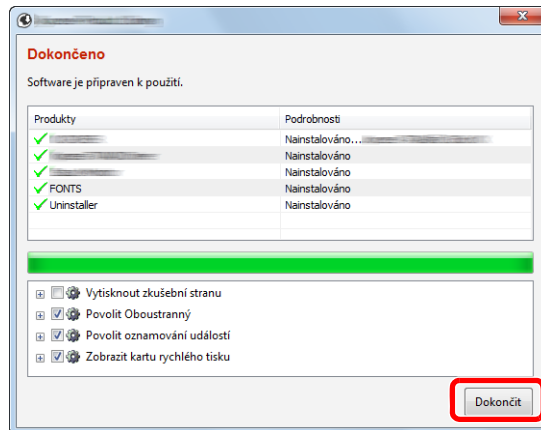 Dokončeno
Software je připraven k použití.
Produkty Podrobnosti
Nainstalováno...
Nainstalováno
Nainstalováno
FONTS Nainstalováno
Uninstaller Nainstalováno
Vytisknout zkušební stranu
Povolit Oboustranný
Povolit oznamování událostí
Zobrazit kartu rychlého tisku
Dokončit